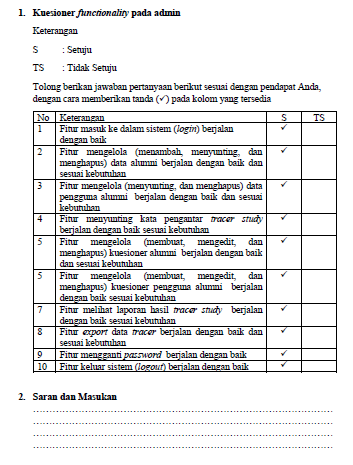 1. Kuesioner functionality pada admin
Keterangan
S : Setuju
TS : Tidak Setuju
Tolong berikan jawaban pertanyaan berikut sesuai dengan pendapat Anda,
dengan cara memberikan tanda (✓) pada kolom yang tersedia
No Keterangan S TS
1 Fitur masuk ke dalam sistem (login) berjalan ✓
dengan baik
2 Fitur mengelola (menambah, menyunting, dan ✓
menghapus) data alumni berjalan dengan baik dan
sesuai kebutuhan
3 Fitur mengelola (menyunting, dan menghapus) data ✓
pengguna alumni berjalan dengan baik dan sesuai
kebutuhan
4 Fitur menyunting kata pengantar tracer study ✓
berjalan dengan baik sesuai kebutuhan
5 Fitur mengelola (membuat, mengedit, dan ✓
menghapus) kuesioner alumni berjalan dengan baik
dan sesuai kebutuhan
5 Fitur mengelola (membuat, mengedit, dan ✓
menghapus) kuesioner pengguna alumni berjalan
dengan baik sesuai kebutuhan
7 Fitur melihat laporan hasil tracer study berjalan ✓
dengan baik sesuai kebutuhan
8 Fitur export data tracer berjalan dengan baik dan ✓
sesuai kebutuhan
9 Fitur mengganti password berjalan dengan baik ✓
10 Fitur keluar sistem (logout) berjalan dengan baik ✓
2. Saran dan Masukan